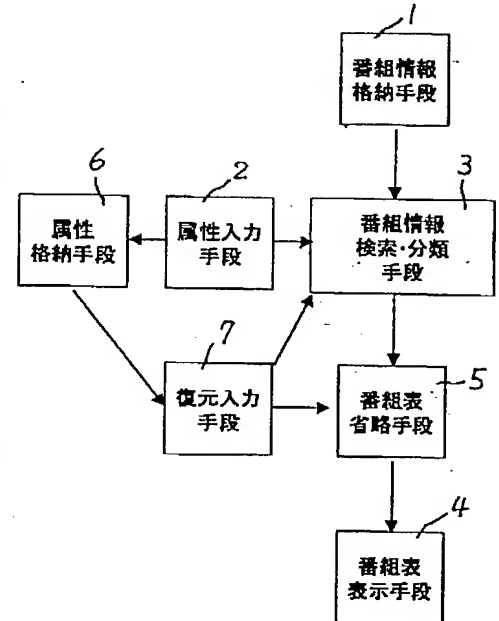 1
番組情報
格納手段
6
2
3
属性
格納手段
属性入力
手段
番組情報
検索・分類
手段
7
復元入力
手段
5
番組表
省略手段
4
番組表
表示手段